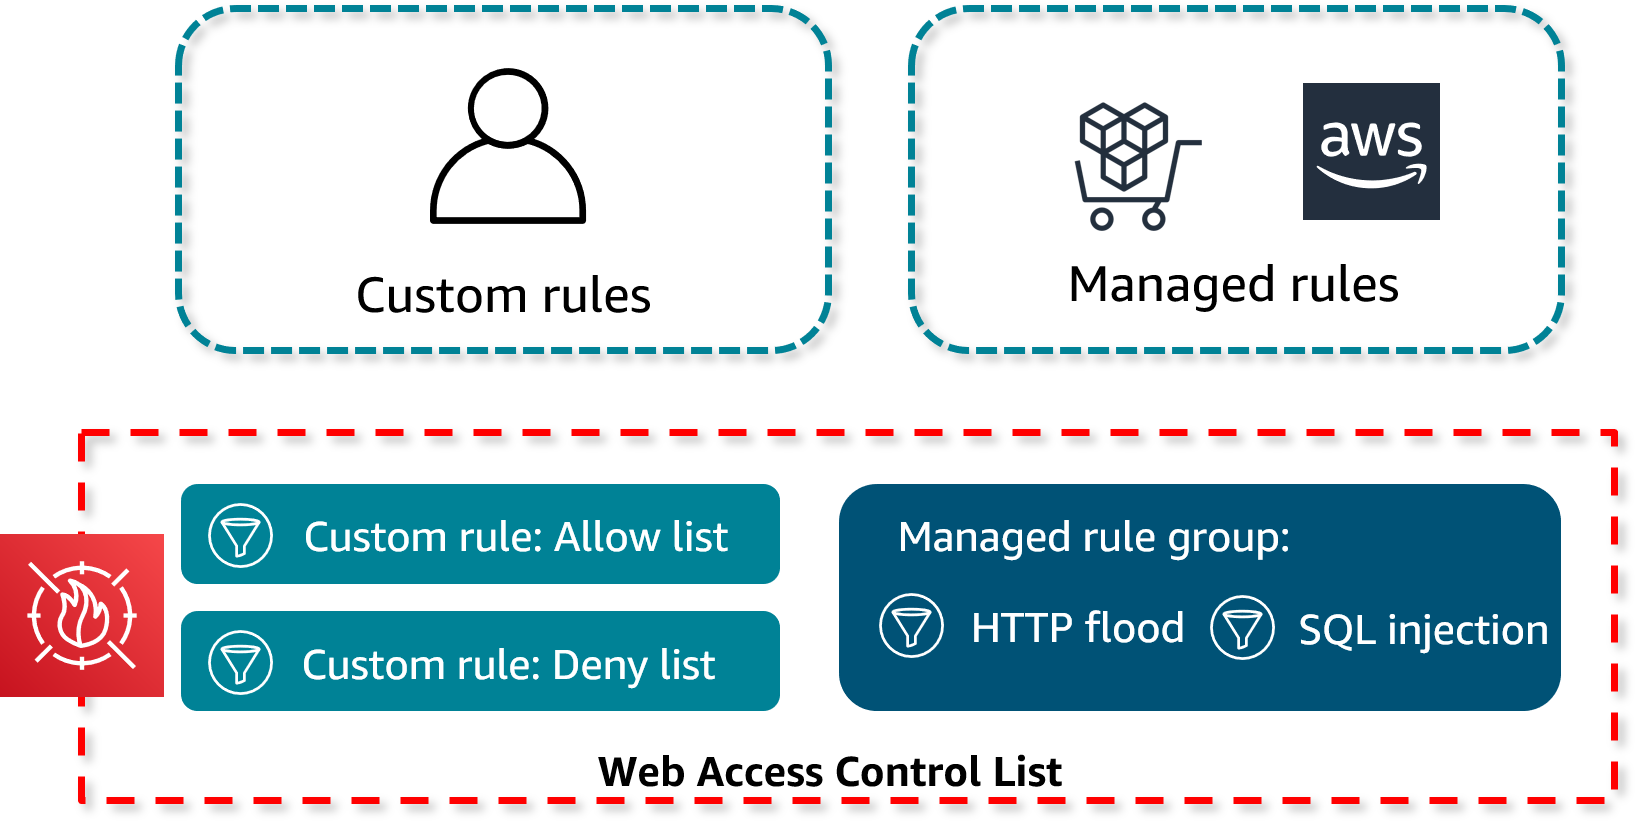 aws
Custom rules
Managed rules
Custom rule: Allow list
Custom rule: Deny list
Managed rule group:
HTTP flood
SQL injection
Web Access Control List